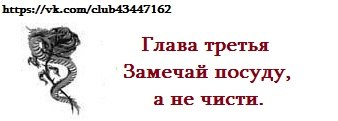 https://vk.com/club43447162
Глава третья
Замечай посуду,
а не чисти.